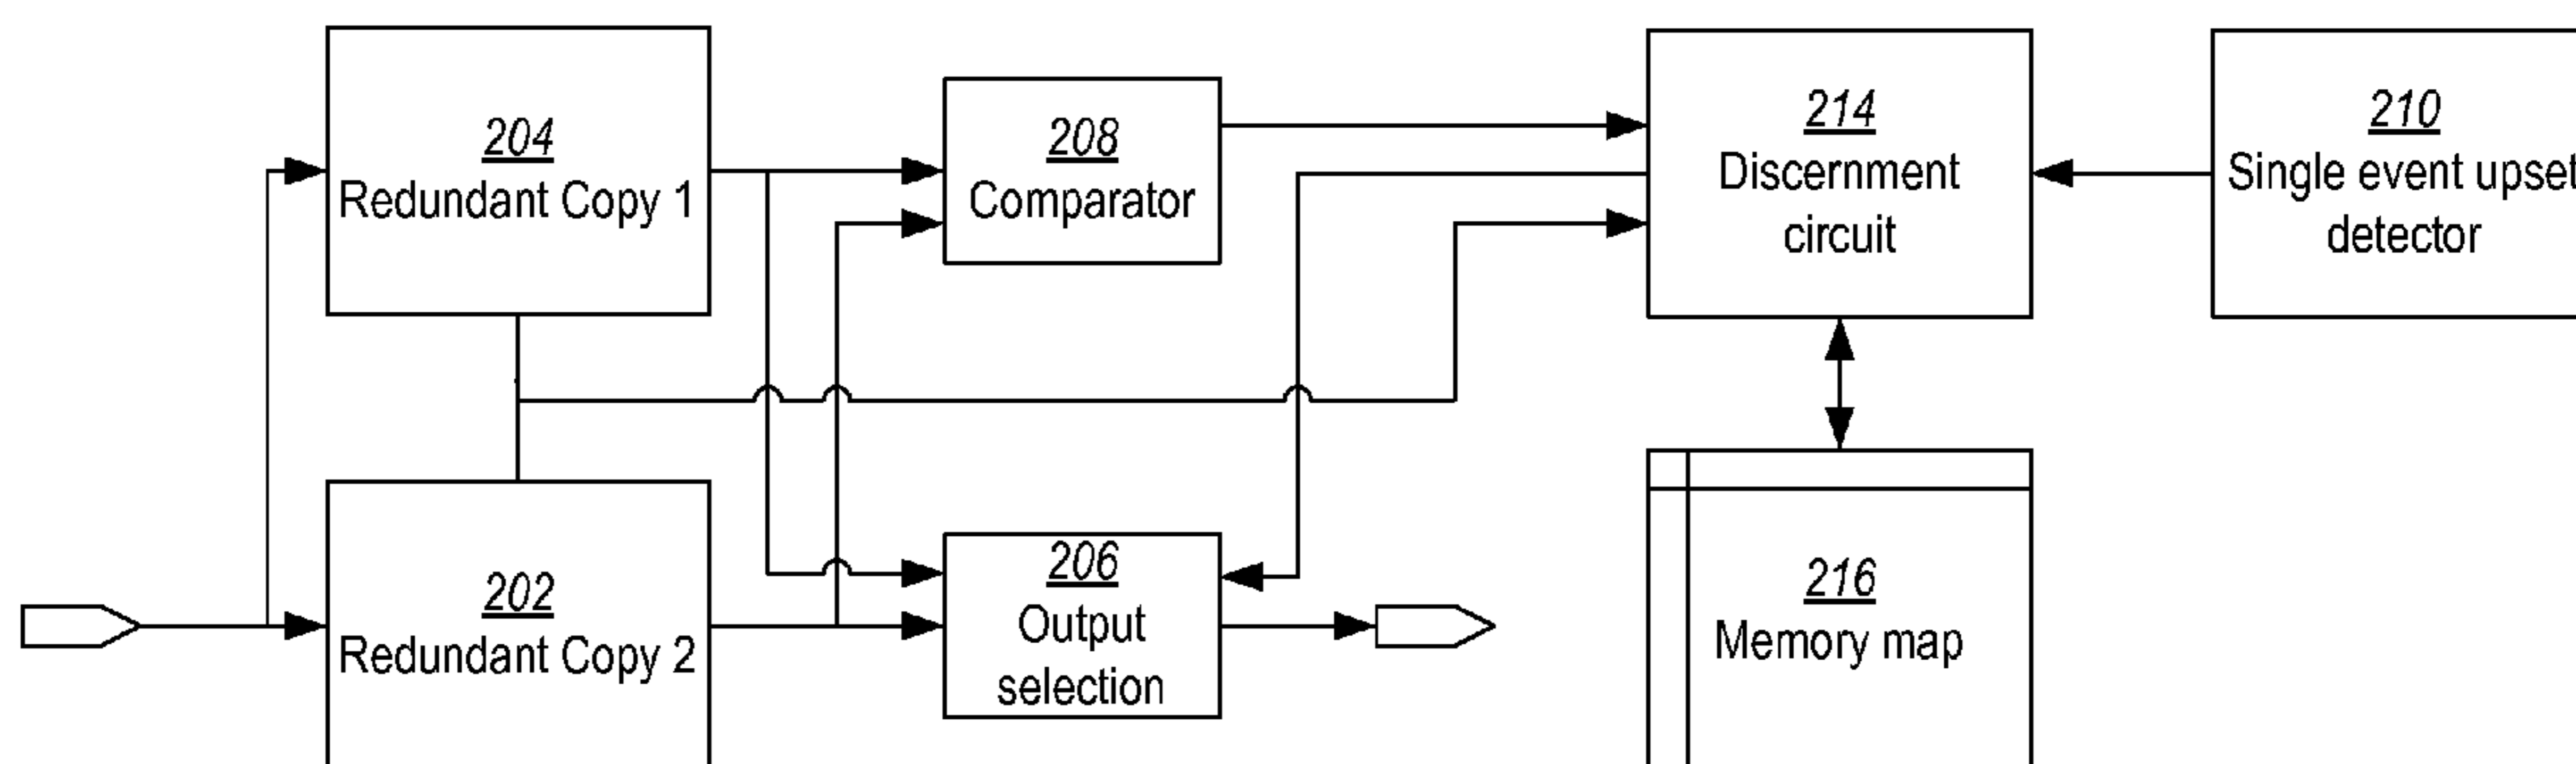 204
Redundant Copy 1
208
Comparator
214
Discernment
circuit
210
Single event upset
detector
202
Redundant Copy 2
206
Output
selection
216
Memory map